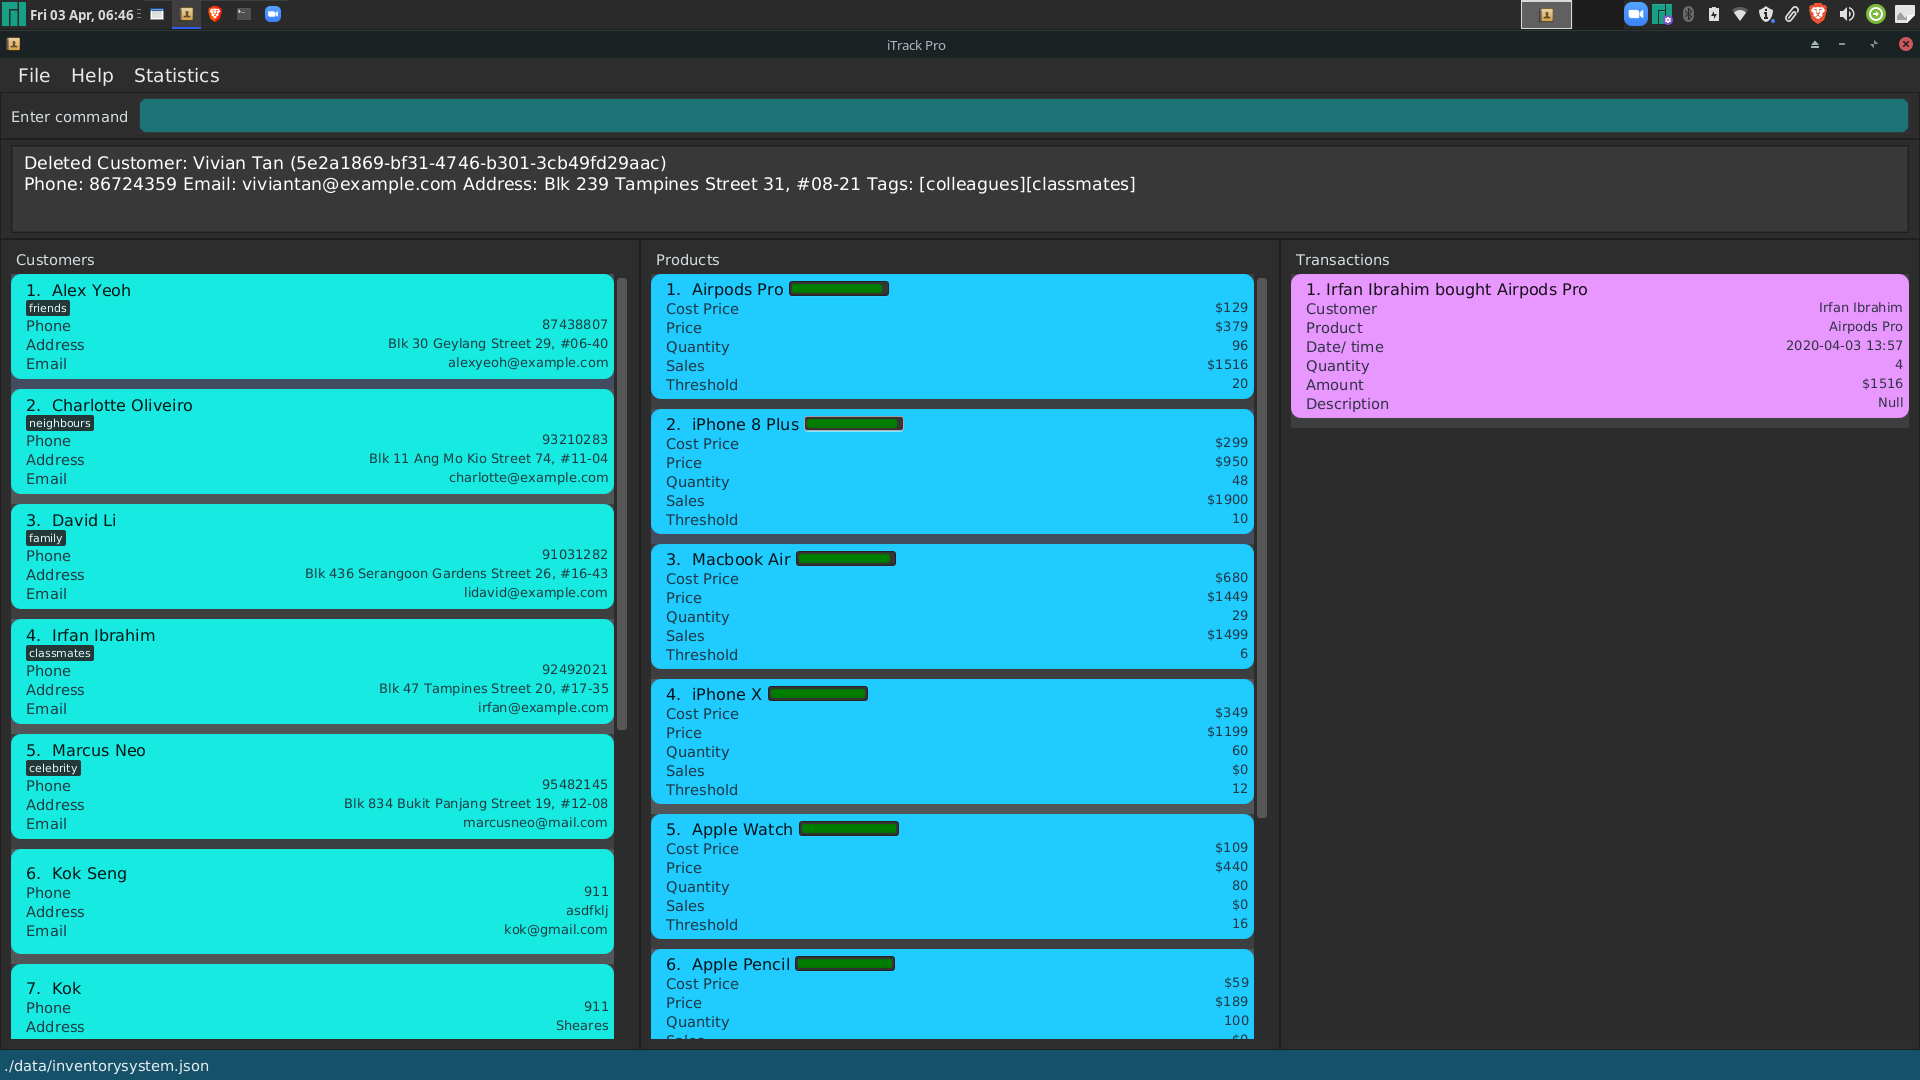 Fri 03 Apr, 06:46
iTrack Pro
File Help Statistics
Enter command
Deleted Customer: Vivian Tan (5e2a1869-bf31-4746-b301-3cb49fd29aac)
Phone: 86724359 Email: viviantan@example.com Address: Blk 239 Tampines Street 31, #08-21 Tags: [colleagues][classmates]
Customers
1. Alex Yeoh
friends
Phone 87438807
Address Blk 30 Geylang Street 29, #06-40
Email alexyeoh@example.com
2. Charlotte Oliveiro
neighbours
Phone 93210283
Address Blk 11 Ang Mo Kio Street 74, #11-04
Email charlotte@example.com
3. David Li
family
Phone 91031282
Address Blk 436 Serangoon Gardens Street 26, #16-43
Email lidavid@example.com
4. Irfan Ibrahim
classmates
Phone 92492021
Address Blk 47 Tampines Street 20, #17-35
Email irfan@example.com
5. Marcus Neo
celebrity
Phone 95482145
Address Blk 834 Bukit Panjang Street 19, #12-08
Email marcusneo@mail.com
6. Kok Seng
Phone 911
Address asdfklj
Email kok@gmail.com
7. Kok
Phone 911
Address Sheares
Products
1. Airpods Pro
Cost Price $129
Price $379
Quantity 96
Sales $1516
Threshold 20
2. iPhone 8 Plus
Cost Price $299
Price $950
Quantity 48
Sales $1900
Threshold 10
3. Macbook Air
Cost Price $680
Price $1449
Quantity 29
Sales $1499
Threshold 6
4. iPhone X
Cost Price $349
Price $1199
Quantity 60
Sales $0
Threshold 12
5. Apple Watch
Cost Price $109
Price $440
Quantity 80
Sales $0
Threshold 16
6. Apple Pencil
Cost Price $59
Price $189
Quantity 100
Sales $0
Transactions
1. Irfan Ibrahim bought Airpods Pro
Customer Irfan Ibrahim
Product Airpods Pro
Date/ time 2020-04-03 13:57
Quantity 4
Amount $1516
Description Null
./data/inventorysystem.json